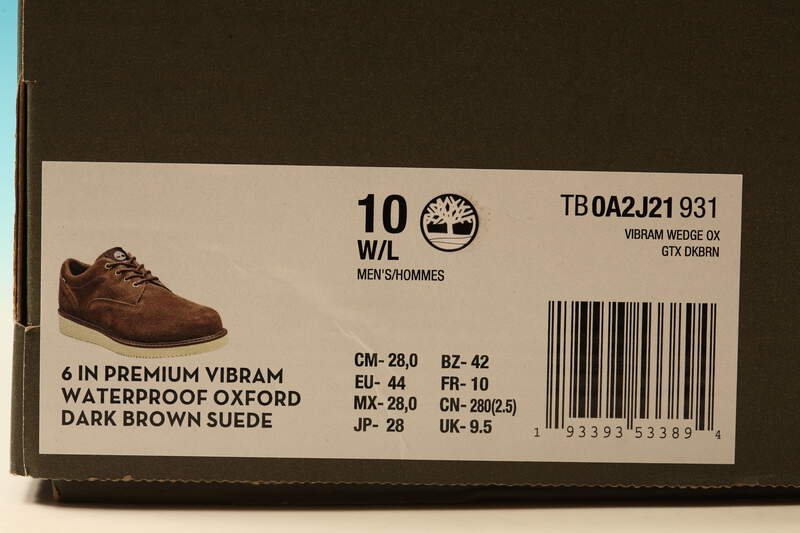 10
W/L
MEN'S/HOMMES
TB0A2J21 931
VIBRAM WEDGE OX
GTX DKBRN
6 IN PREMIUM VIBRAM
WATERPROOF OXFORD
DARK BROWN SUEDE
CM- 28,0 BZ- 42
EU- 44 FR- 10
MX- 28,0 CN- 280(2.5)
JP- 28 UK- 9.5
1 93393 53389 4